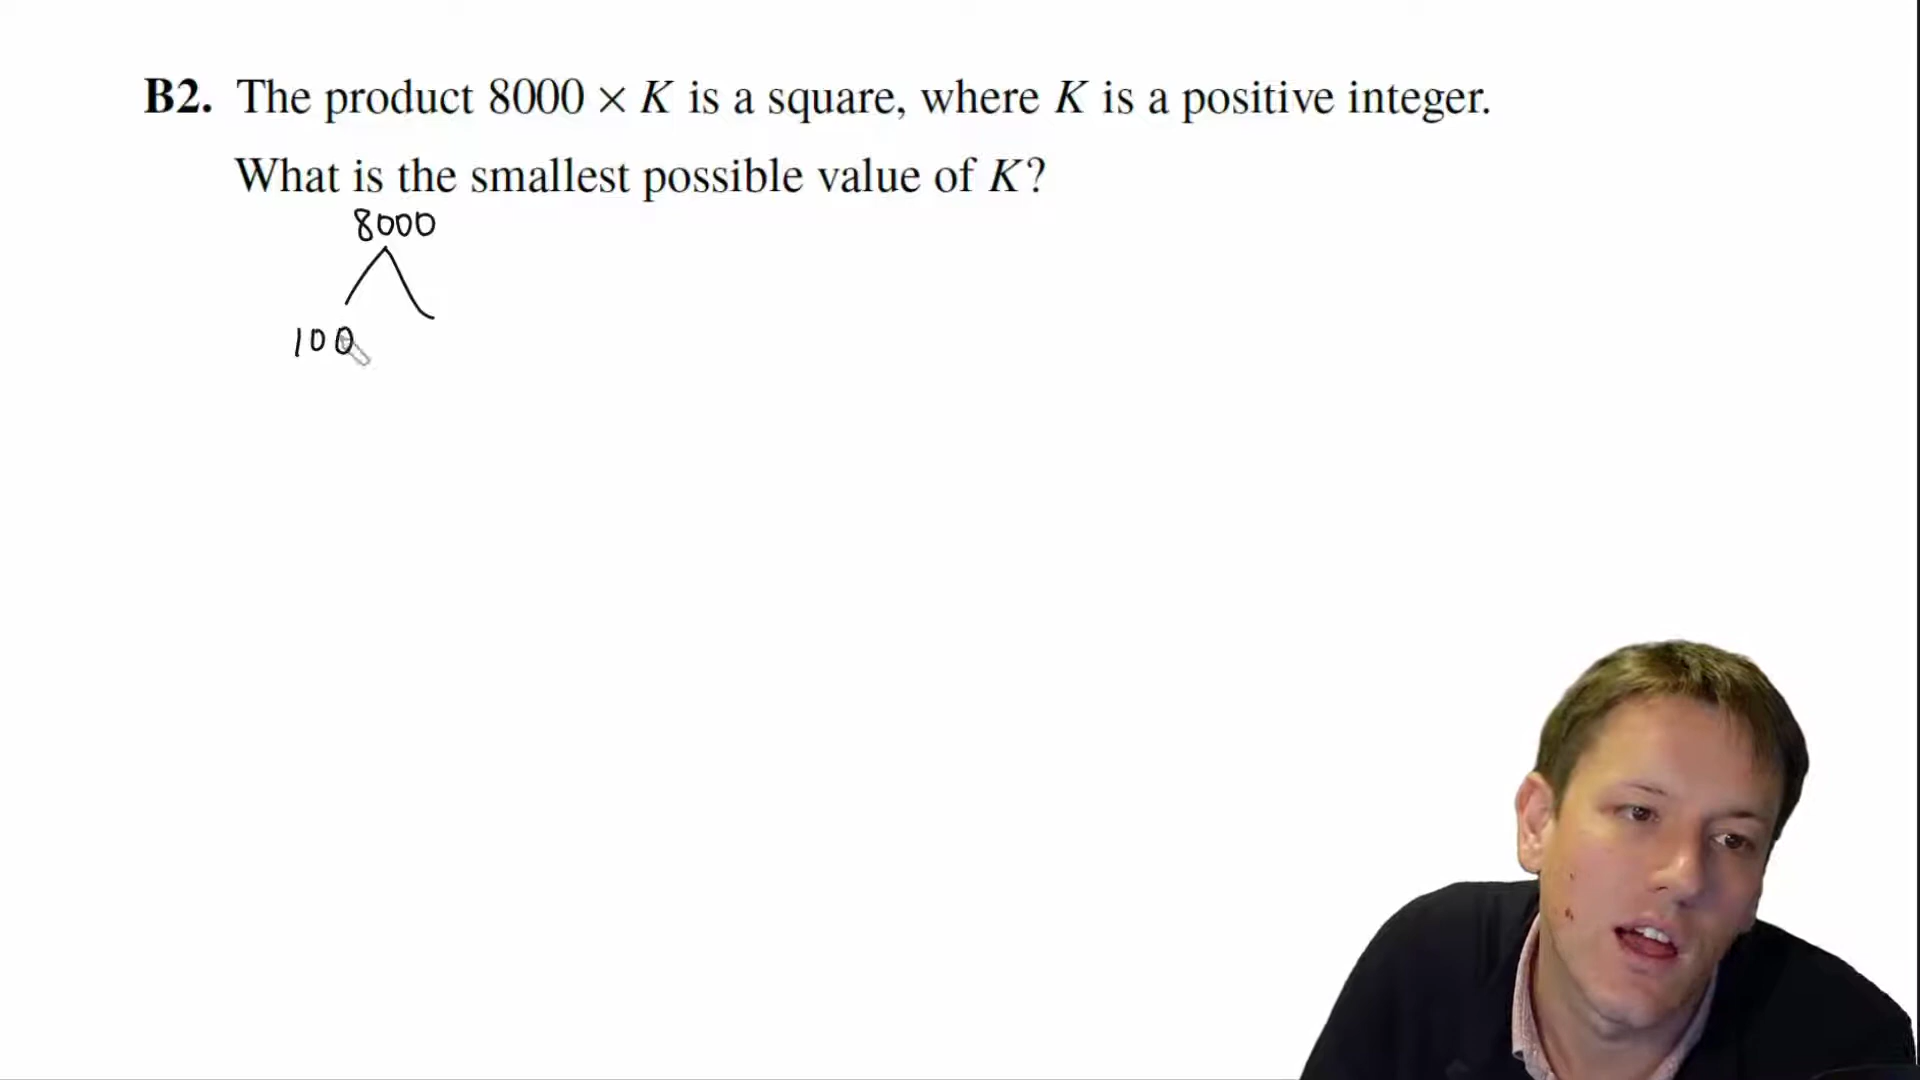 B2. The product 8000 × K is a square, where K is a positive integer.
What is the smallest possible value of K?
8000
100